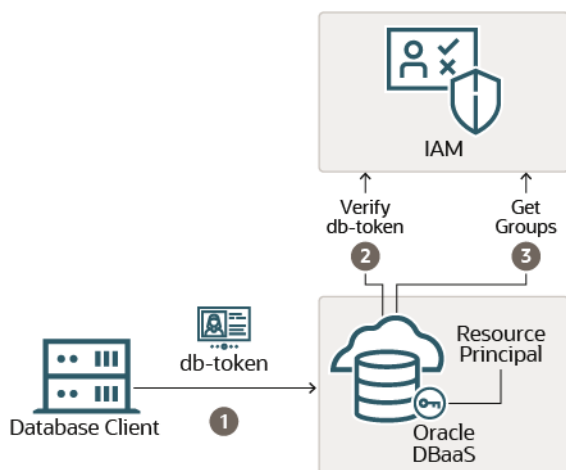 IAM
Verify
db-token
2
Get
Groups
3
db-token
1
Database Client
Resource
Principal
Oracle
DBaaS